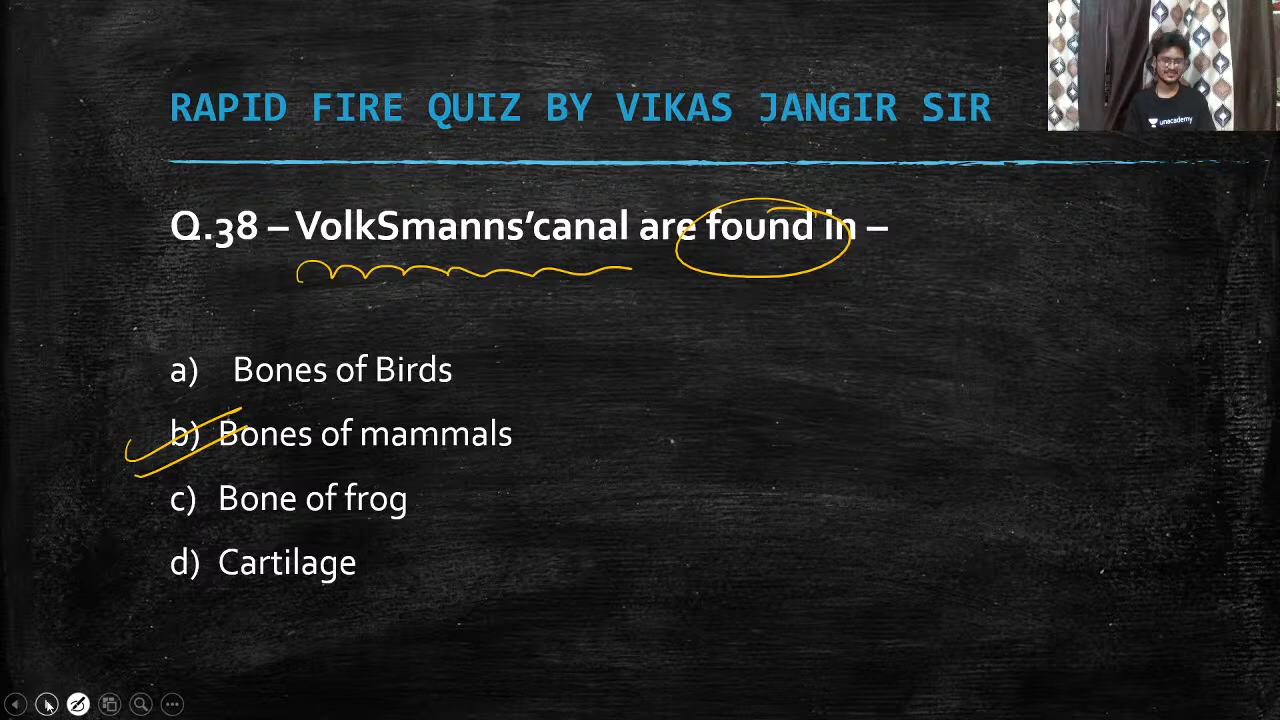 RAPID FIRE QUIZ BY VIKAS JANGIR SIR
Q.38 – VolkSmanns’canal are found in –
a) Bones of Birds
b) Bones of mammals
c) Bone of frog
d) Cartilage
unacademy